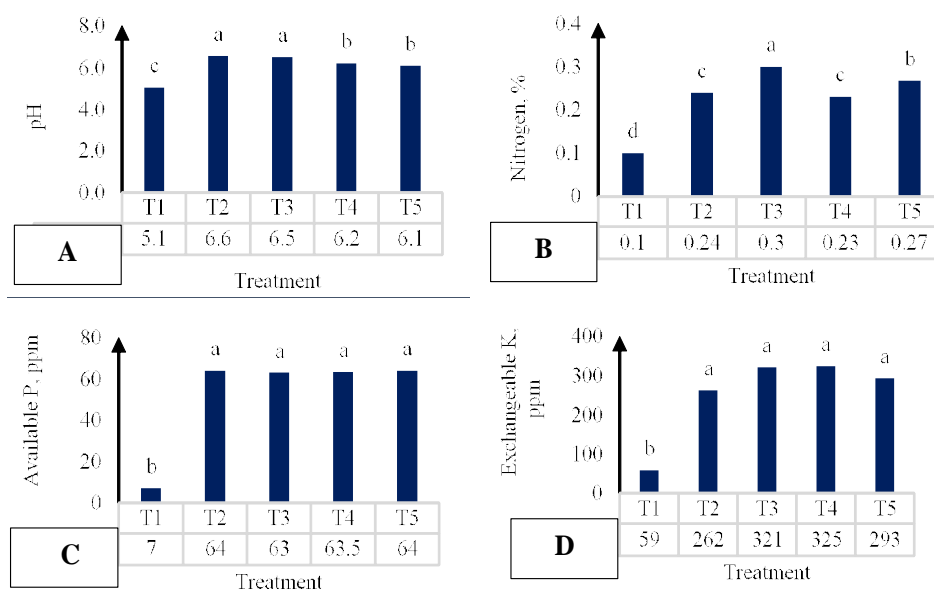 8.0
6.0
4.0
2.0
0.0
pH
c
a
a
b
b
T1 T2 T3 T4 T5
5.1 6.6 6.5 6.2 6.1
A
Treatment
0.4
0.3
0.2
0.1
0
Nitrogen, %
d
c
a
c
b
T1 T2 T3 T4 T5
0.1 0.24 0.3 0.23 0.27
B
Treatment
80
60
40
20
0
Available P, ppm
b
a
a
a
a
T1 T2 T3 T4 T5
7 64 63 63.5 64
C
Treatment
400
300
200
100
0
Exchangeable K,
ppm
b
a
a
a
a
T1 T2 T3 T4 T5
59 262 321 325 293
D
Treatment